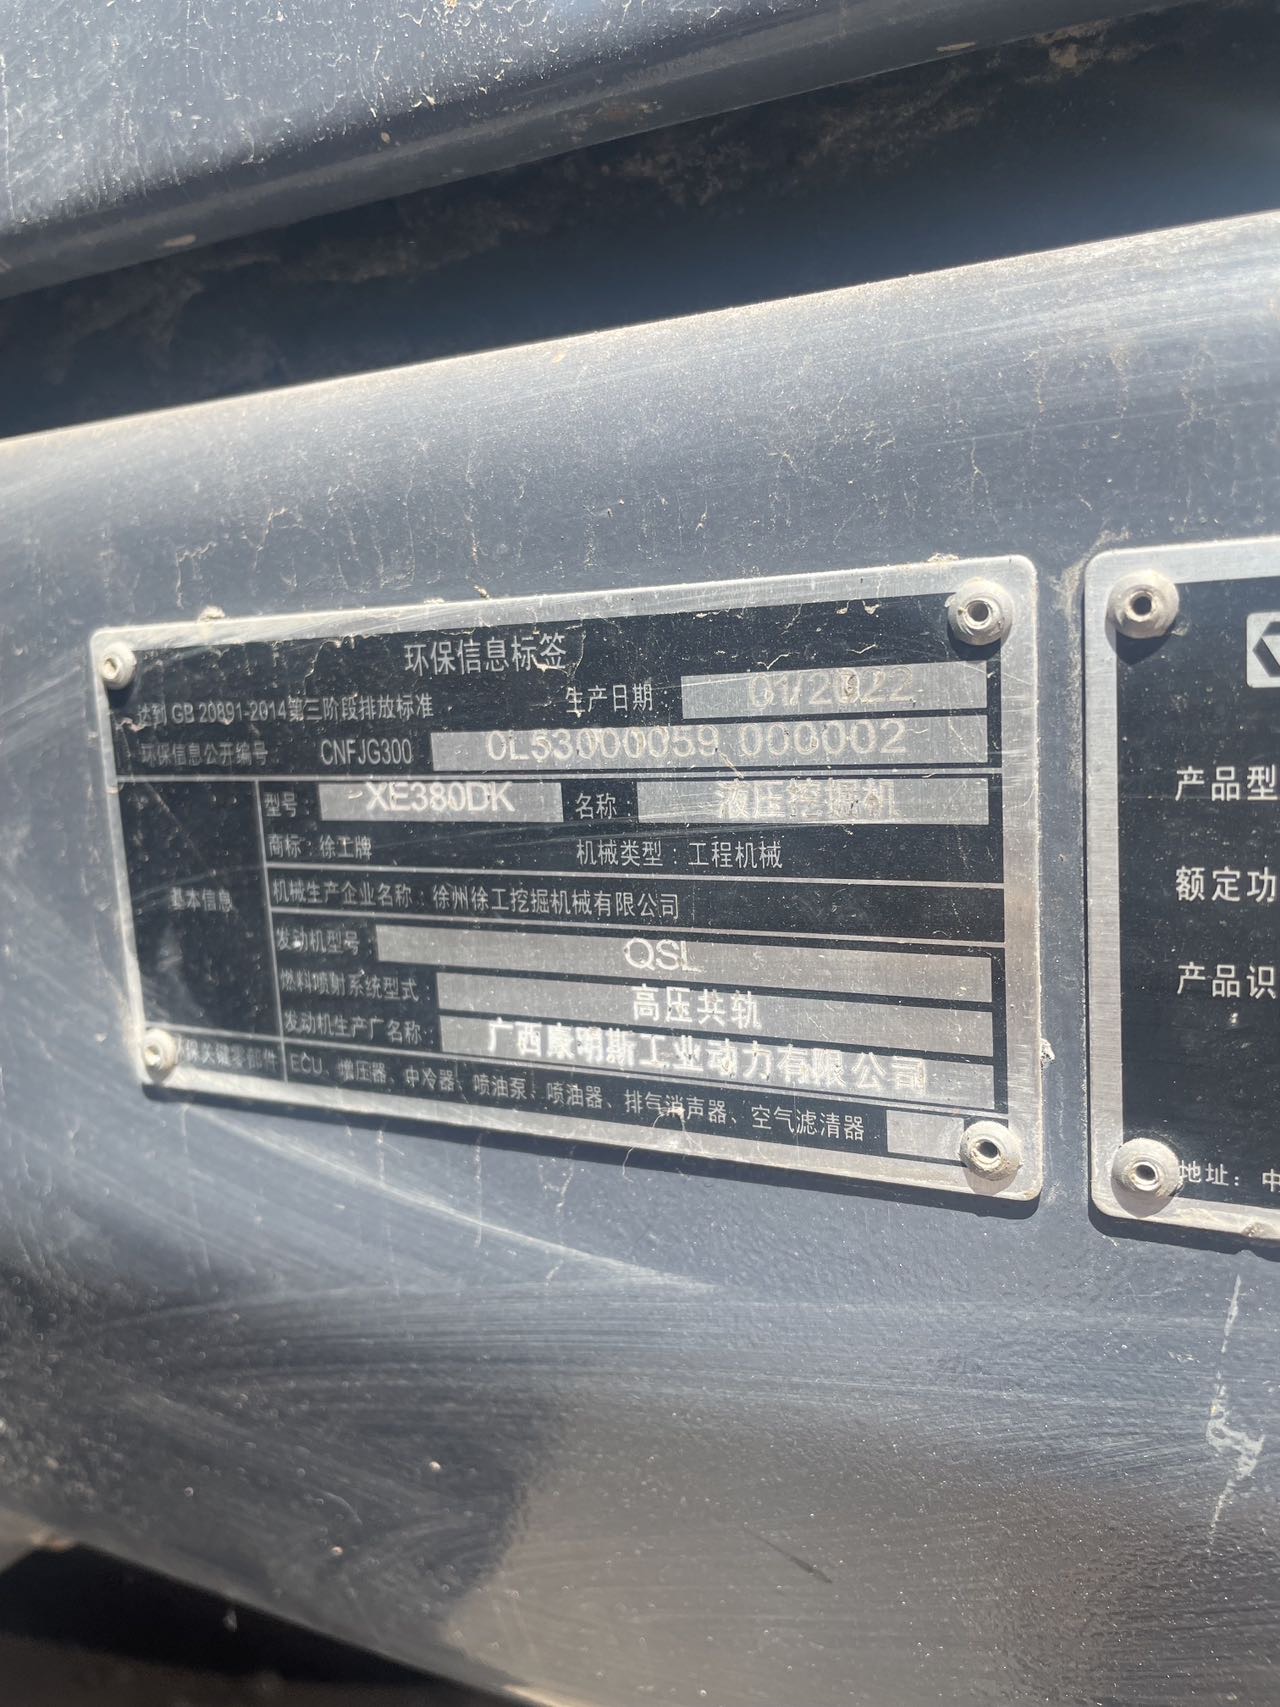 环保信息标签
达到 GB 20891-2014第三阶段排放标准 生产日期： 01/2022
环保信息公开编号 CNFJG300 0L53000059 000002
基本信息
型号： XE380DK 名称： 液压挖掘机
商标：徐工牌 机械类型：工程机械
机械生产企业名称：徐州徐工挖掘机械有限公司
发动机型号： QSL
燃料喷射系统型式： 高压共轨
发动机生产厂名称： 广西康明斯工业动力有限公司
环保关键零部件 ECU、增压器、中冷器、喷油泵、喷油器、排气消声器、空气滤清器
产品型
额定功
产品识
地址：中